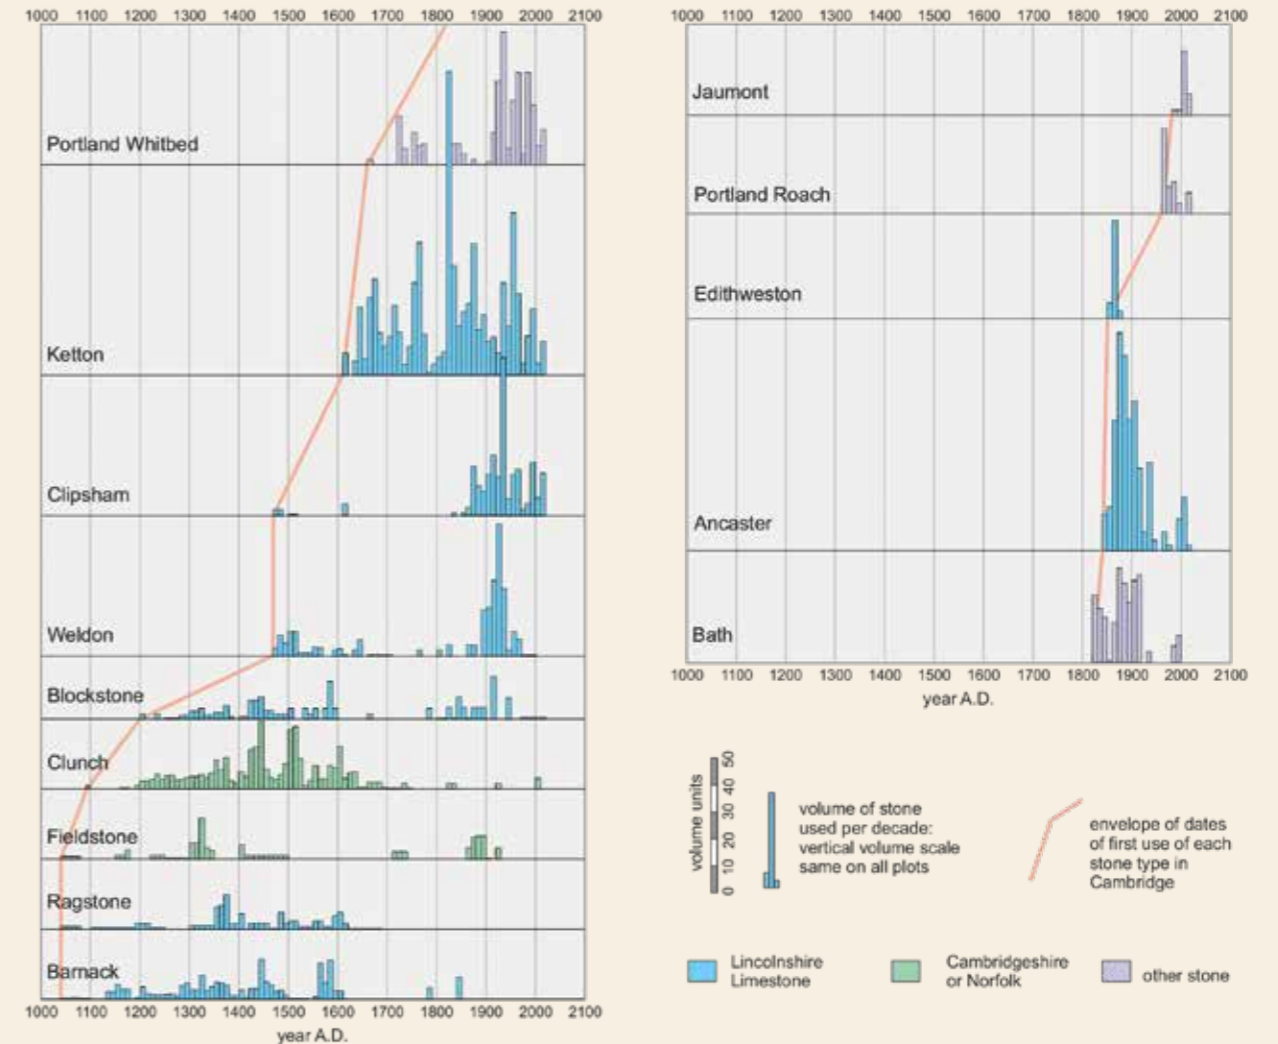 1000 1100 1200 1300 1400 1500 1600 1700 1800 1900 2000 2100
Portland Whitbed
Ketton
Clipsham
Weldon
Blockstone
Clunch
Fieldstone
Ragstone
Barnack
1000 1100 1200 1300 1400 1500 1600 1700 1800 1900 2000 2100
year A.D.
1000 1100 1200 1300 1400 1500 1600 1700 1800 1900 2000 2100
Jaumont
Portland Roach
Edithweston
Ancaster
Bath
1000 1100 1200 1300 1400 1500 1600 1700 1800 1900 2000 2100
year A.D.
volume units
0 10 20 30 40 50
volume of stone
used per decade:
vertical volume scale
same on all plots
envelope of dates
of first use of each
stone type in
Cambridge
Lincolnshire
Limestone
Cambridgeshire
or Norfolk
other stone